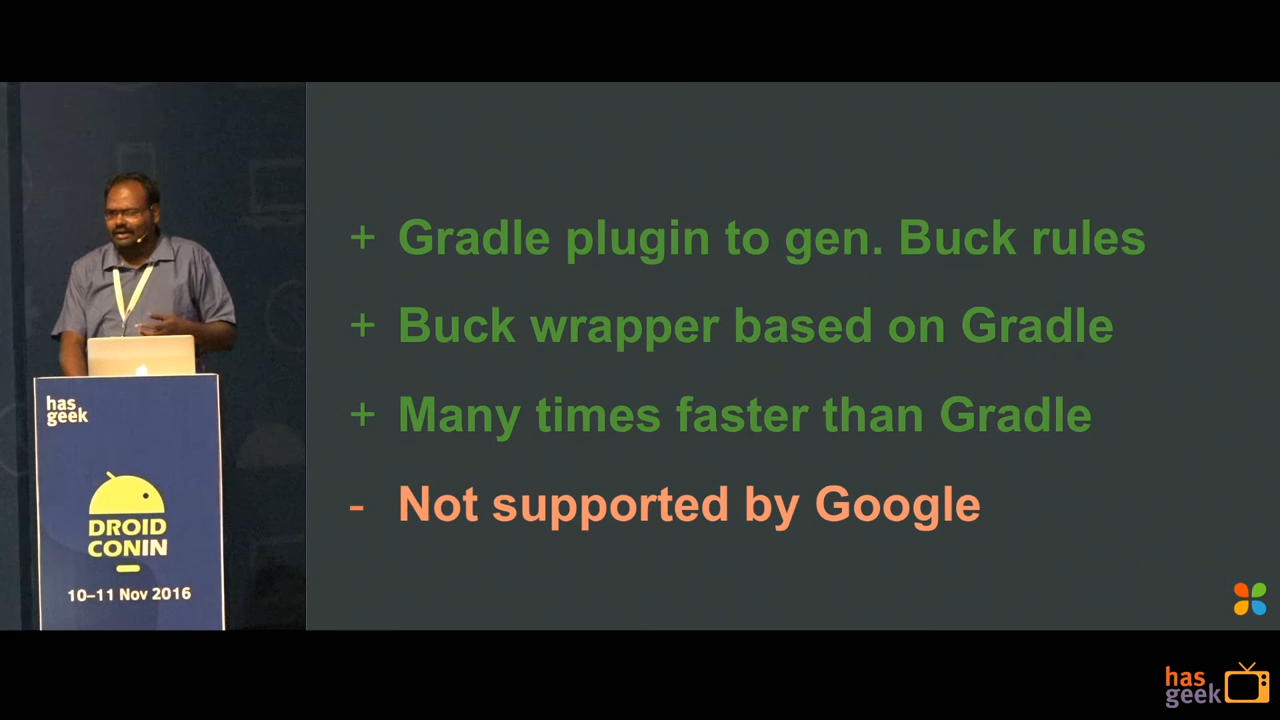 + Gradle plugin to gen. Buck rules
+ Buck wrapper based on Gradle
+ Many times faster than Gradle
- Not supported by Google
has
geek
DROID
CONIN
10–11 Nov 2016
has
geek